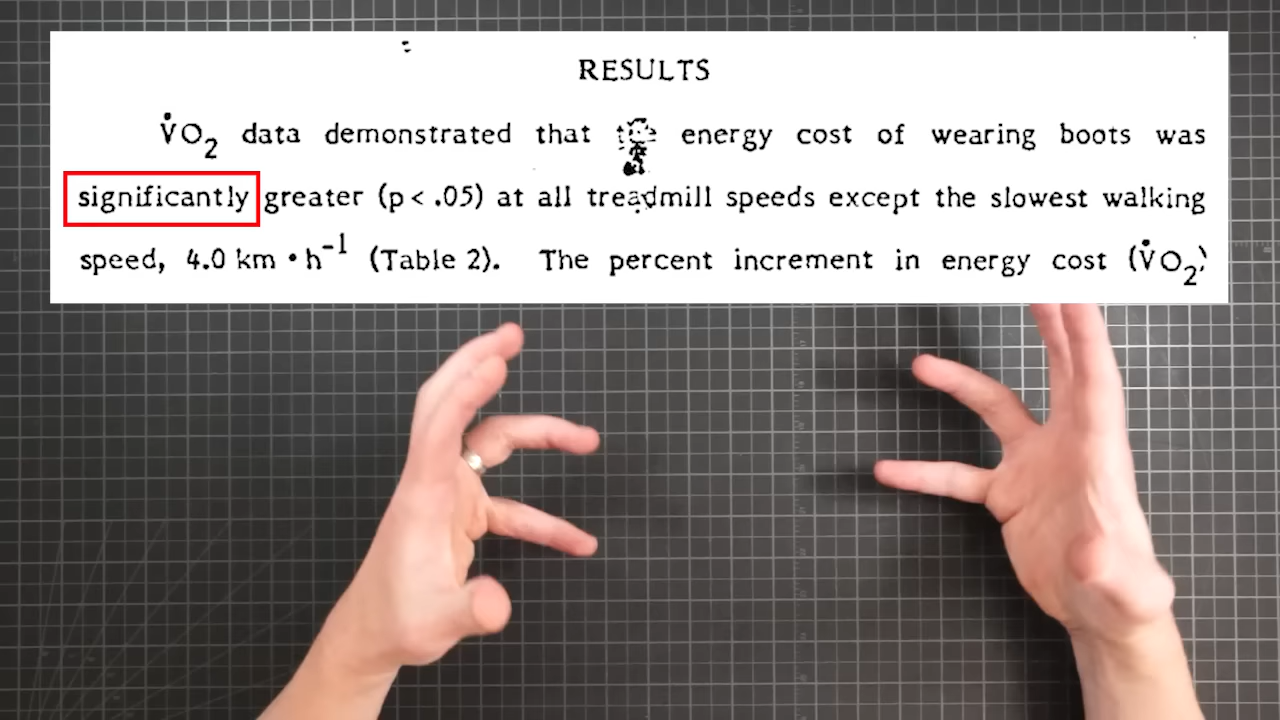 RESULTS
V̇O₂ data demonstrated that energy cost of wearing boots was
significantly greater (p < .05) at all treadmill speeds except the slowest walking
speed, 4.0 km • h⁻¹ (Table 2). The percent increment in energy cost (V̇O₂)